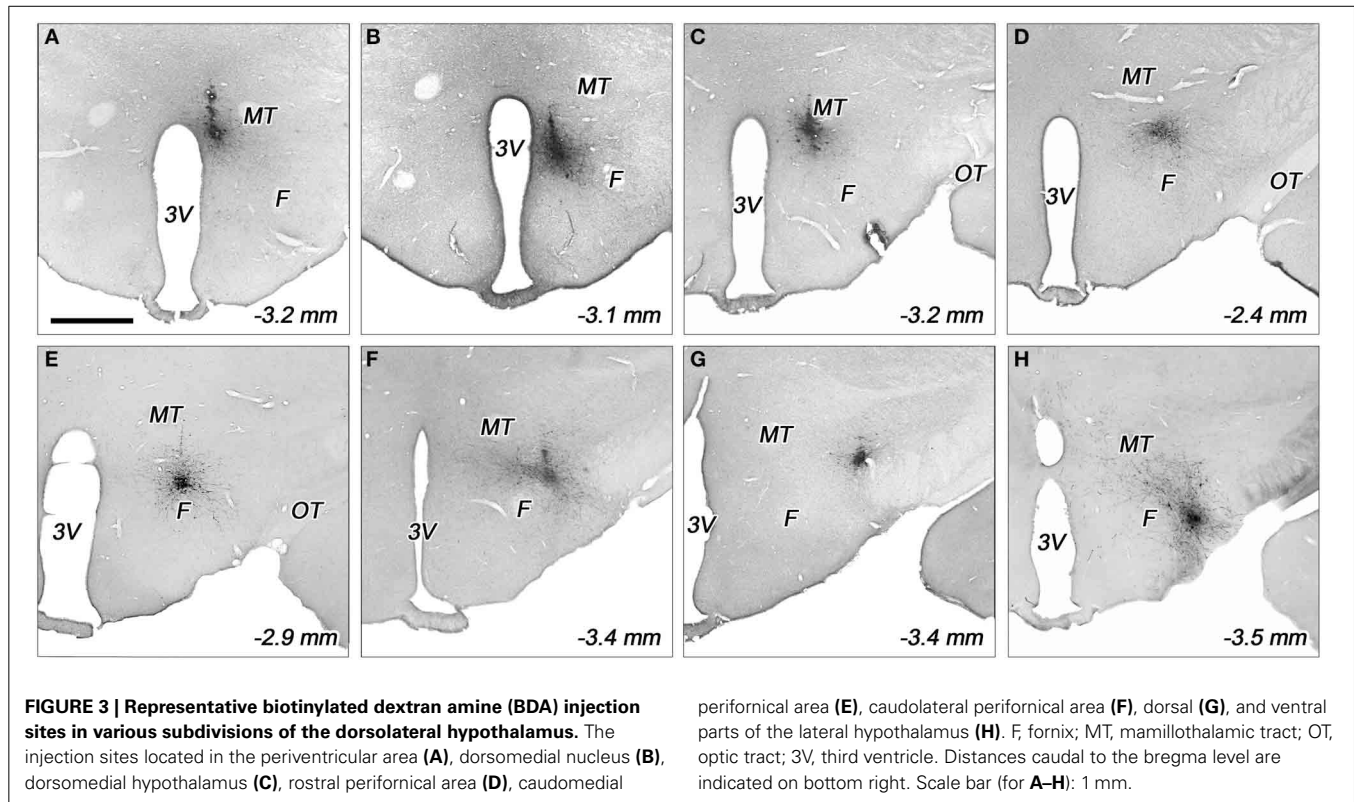 A
MT
F
3V
-3.2 mm
B
MT
3V
F
-3.1 mm
C
MT
OT
3V
F
-3.2 mm
D
MT
F
OT
3V
-2.4 mm
E
MT
F
OT
3V
-2.9 mm
F
MT
F
3V
-3.4 mm
G
MT
F
3V
-3.4 mm
H
MT
F
3V
-3.5 mm
FIGURE 3 | Representative biotinylated dextran amine (BDA) injection
sites in various subdivisions of the dorsolateral hypothalamus. The
injection sites located in the periventricular area (A), dorsomedial nucleus (B),
dorsomedial hypothalamus (C), rostral perifornical area (D), caudomedial
perifornical area (E), caudolateral perifornical area (F), dorsal (G), and ventral
parts of the lateral hypothalamus (H). F, fornix; MT, mamillothalamic tract; OT,
optic tract; 3V, third ventricle. Distances caudal to the bregma level are
indicated on bottom right. Scale bar (for A–H): 1 mm.